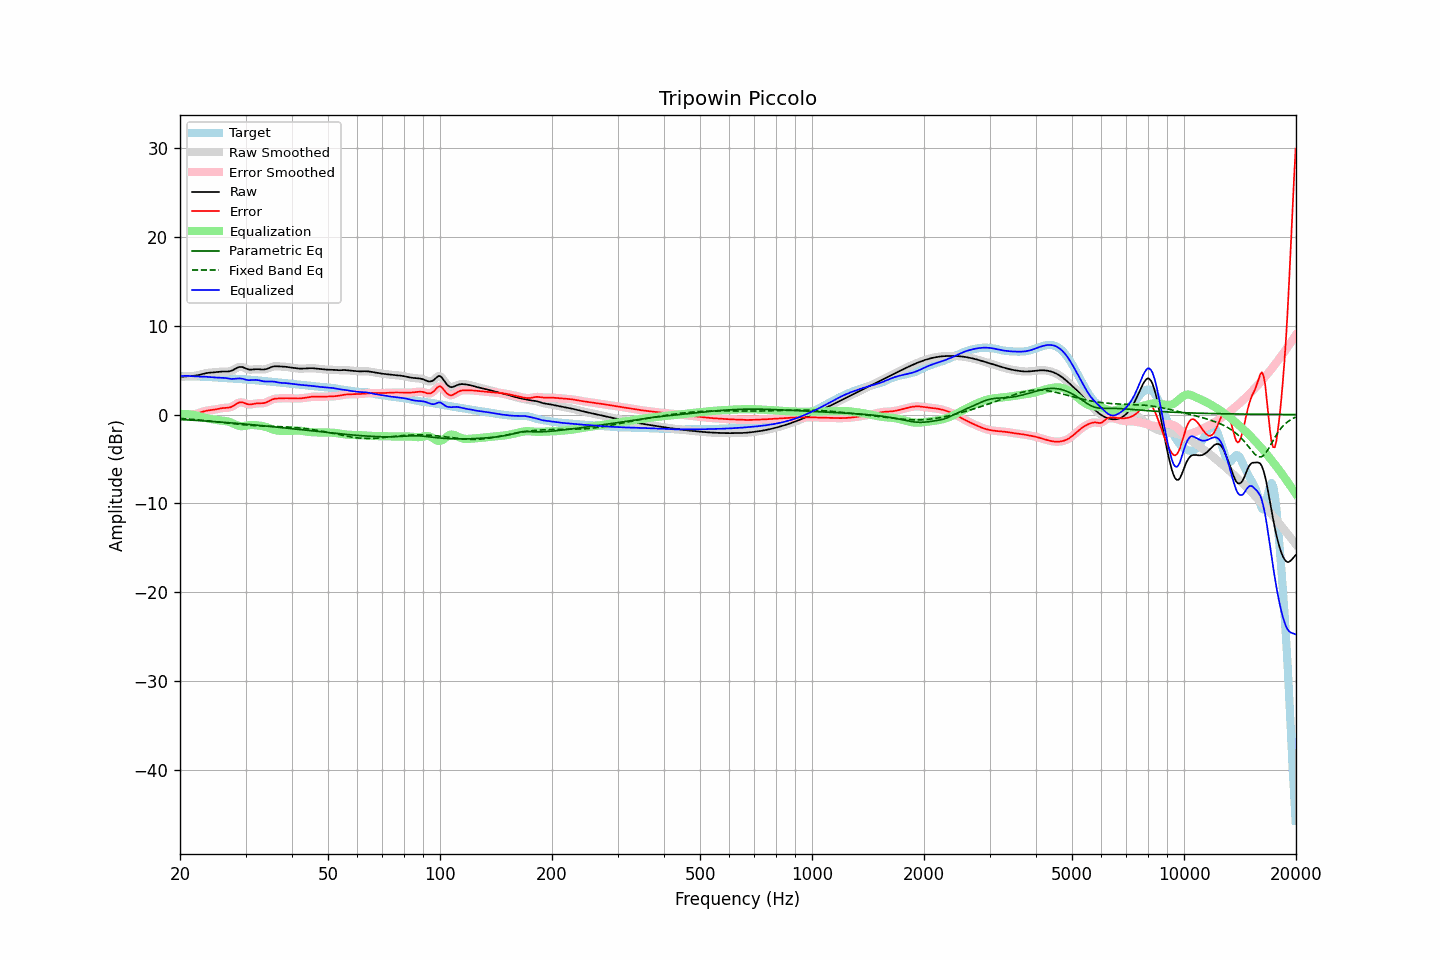 Tripowin Piccolo
Target
Raw Smoothed
Error Smoothed
Raw
Error
Equalization
Parametric Eq
Fixed Band Eq
Equalized
30
20
10
0
−10
−20
−30
−40
Amplitude (dBr)
20
50
100
200
500
1000
2000
5000
10000
20000
Frequency (Hz)